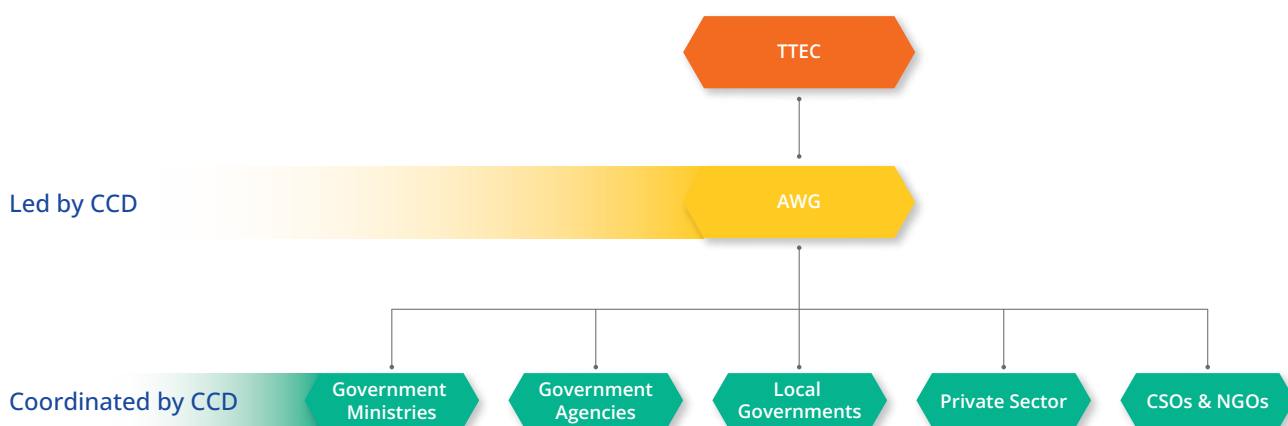 TTEC
Led by CCD
AWG
Coordinated by CCD
Government
Ministries
Government
Agencies
Local
Governments
Private Sector
CSOs & NGOs